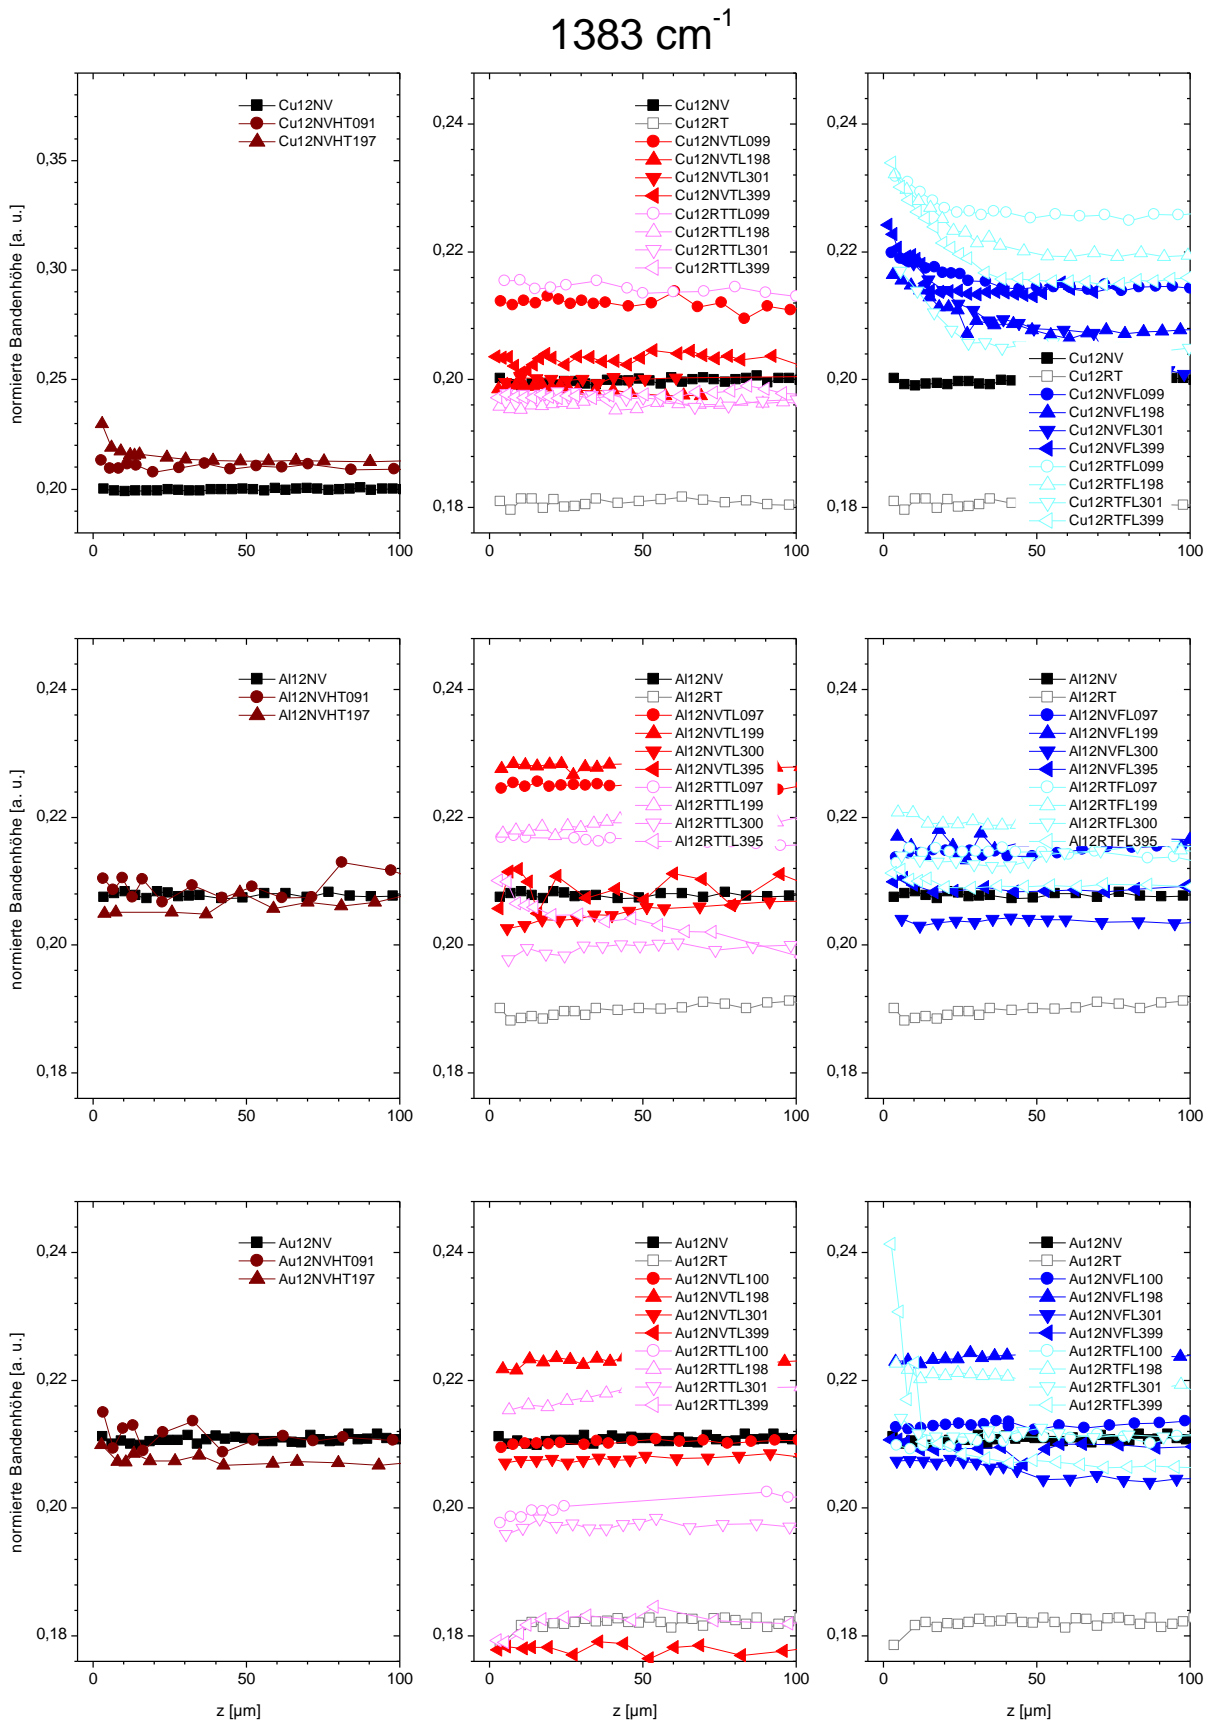 1383 cm-1
Cu12NV
Cu12NVHT091
Cu12NVHT197
0,35
0,30
0,25
0,20
normierte Bandenhöhe [a. u.]
0
50
100
Cu12NV
Cu12RT
Cu12NVTL099
Cu12NVTL198
Cu12NVTL301
Cu12NVTL399
Cu12RTTL099
Cu12RTTL198
Cu12RTTL301
Cu12RTTL399
0,24
0,22
0,20
0,18
0
50
100
Cu12NV
Cu12RT
Cu12NVFL099
Cu12NVFL198
Cu12NVFL301
Cu12NVFL399
Cu12RTFL099
Cu12RTFL198
Cu12RTFL301
Cu12RTFL399
0,24
0,22
0,20
0,18
0
50
100
Al12NV
Al12NVHT091
Al12NVHT197
0,24
0,22
0,20
0,18
normierte Bandenhöhe [a. u.]
0
50
100
Al12NV
Al12RT
Al12NVTL097
Al12NVTL199
Al12NVTL300
Al12NVTL395
Al12RTTL097
Al12RTTL199
Al12RTTL300
Al12RTTL395
0,24
0,22
0,20
0,18
0
50
100
Al12NV
Al12RT
Al12NVFL097
Al12NVFL199
Al12NVFL300
Al12NVFL395
Al12RTFL097
Al12RTFL199
Al12RTFL300
Al12RTFL395
0,24
0,22
0,20
0,18
0
50
100
Au12NV
Au12NVHT091
Au12NVHT197
0,24
0,22
0,20
0,18
normierte Bandenhöhe [a. u.]
0
50
100
z [µm]
Au12NV
Au12RT
Au12NVTL100
Au12NVTL198
Au12NVTL301
Au12NVTL399
Au12RTTL100
Au12RTTL198
Au12RTTL301
Au12RTTL399
0,24
0,22
0,20
0,18
0
50
100
z [µm]
Au12NV
Au12RT
Au12NVFL100
Au12NVFL198
Au12NVFL301
Au12NVFL399
Au12RTFL100
Au12RTFL198
Au12RTFL301
Au12RTFL399
0,24
0,22
0,20
0,18
0
50
100
z [µm]